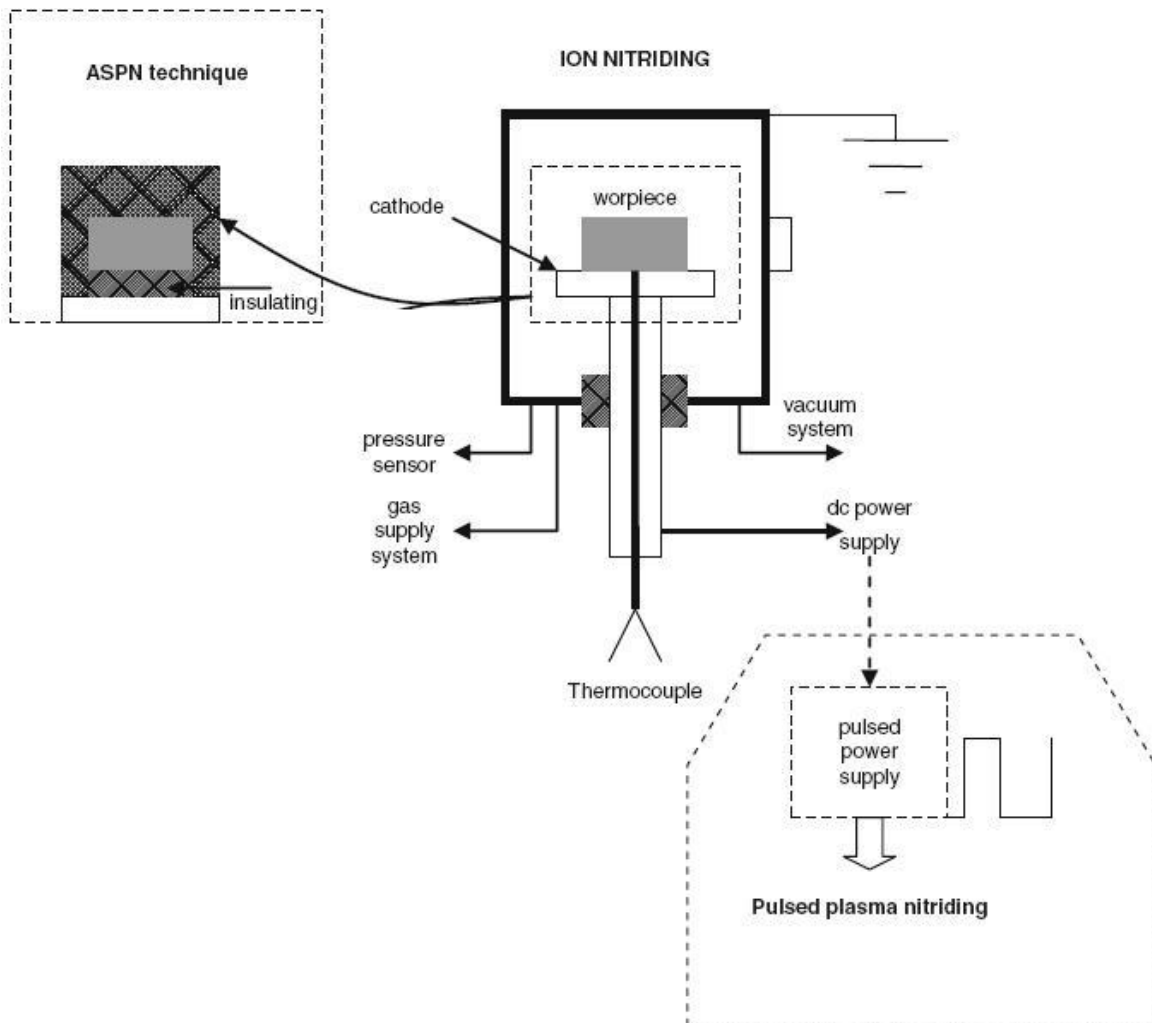 ASPN technique
insulating
ION NITRIDING
cathode
worpiece
pressure
sensor
gas
supply
system
vacuum
system
dc power
supply
Thermocouple
pulsed
power
supply
Pulsed plasma nitriding